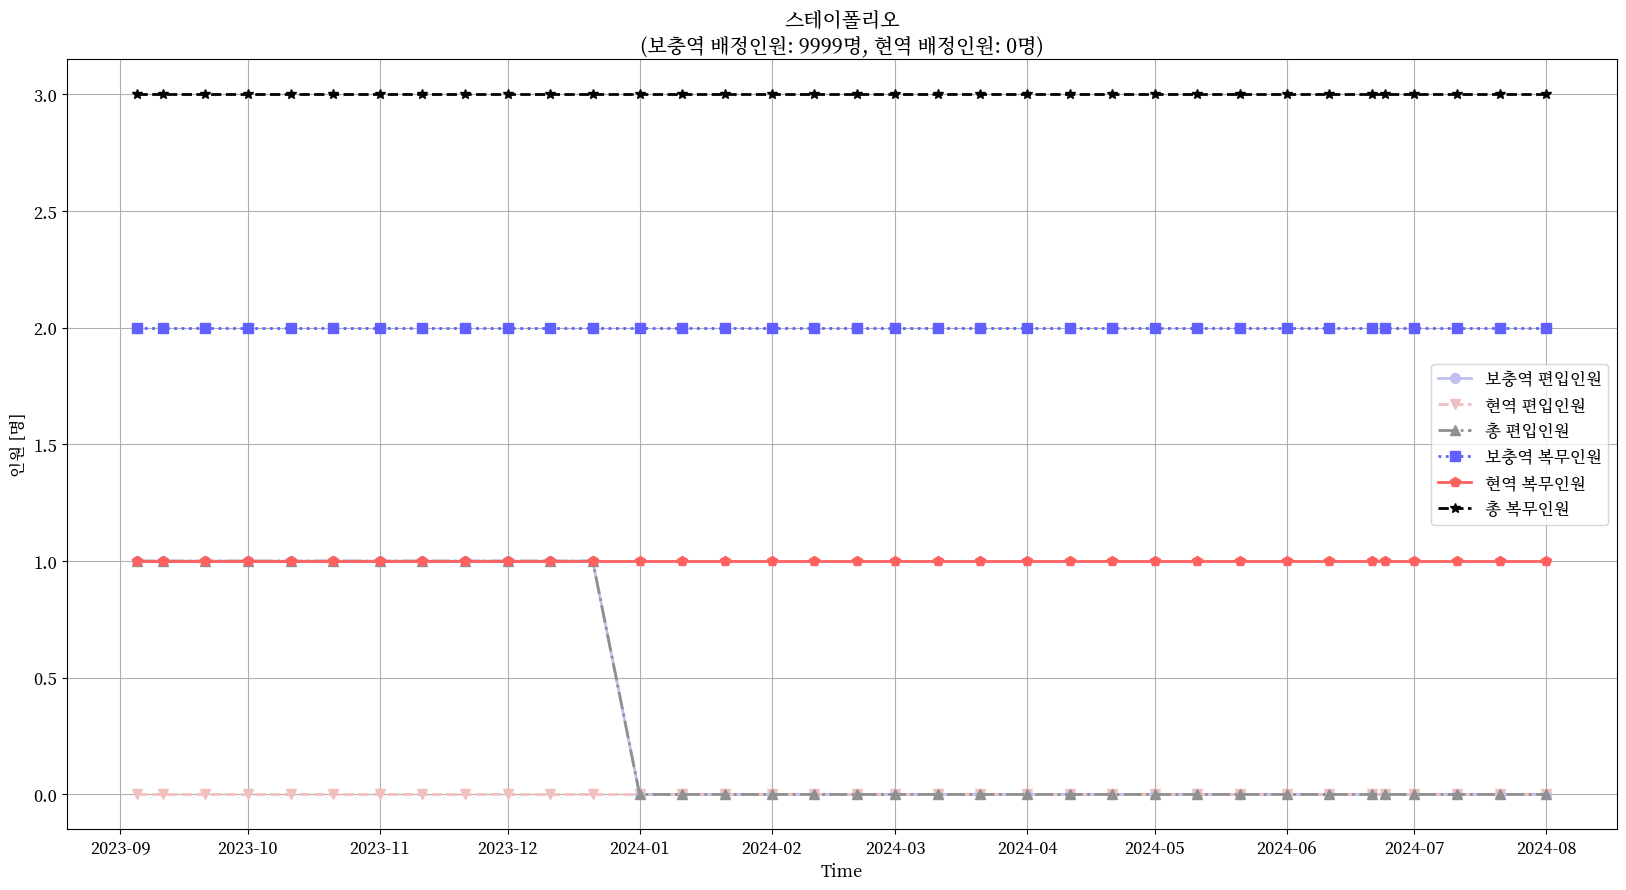 스테이폴리오
(보충역 배정인원: 9999명, 현역 배정인원: 0명)
인원 [명]
3.0
2.5
2.0
1.5
1.0
0.5
0.0
보충역 편입인원
현역 편입인원
총 편입인원
보충역 복무인원
현역 복무인원
총 복무인원
2023-09
2023-10
2023-11
2023-12
2024-01
2024-02
2024-03
2024-04
2024-05
2024-06
2024-07
2024-08
Time